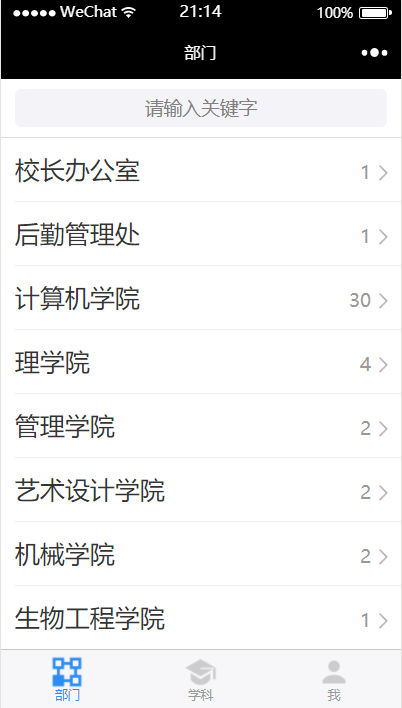 WeChat 21:14 100%
部门
请输入关键字
校长办公室 1
后勤管理处 1
计算机学院 30
理学院 4
管理学院 2
艺术设计学院 2
机械学院 2
生物工程学院 1
部门 学科 我